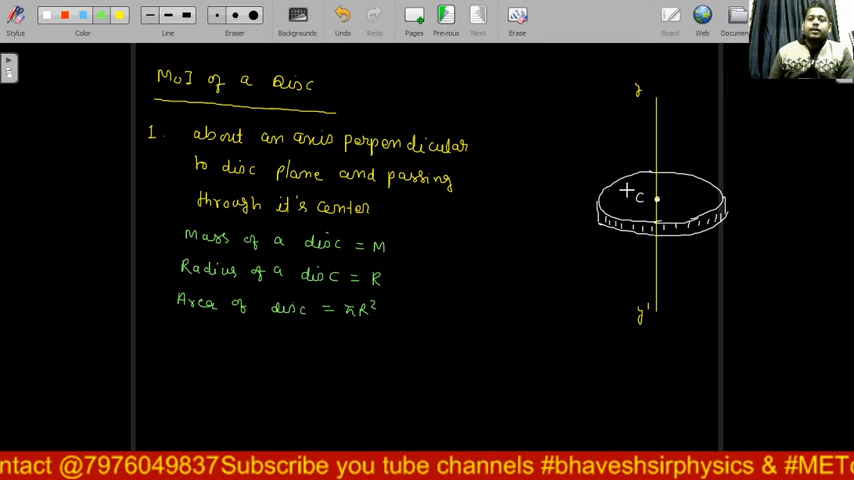 Stylus
Color
Line
Eraser
Backgrounds
Undo
Pages
Previous
Next
Erase
Board
Web
Documen
MOI of a Disc
1. about an axis perpendicular
to disc plane and passing
through it's center
Mass of a disc = M
Radius of a disc = R
Area of disc = πR²
y
C
y'
ntact @7976049837Subscribe you tube channels #bhaveshsirphysics & #METo